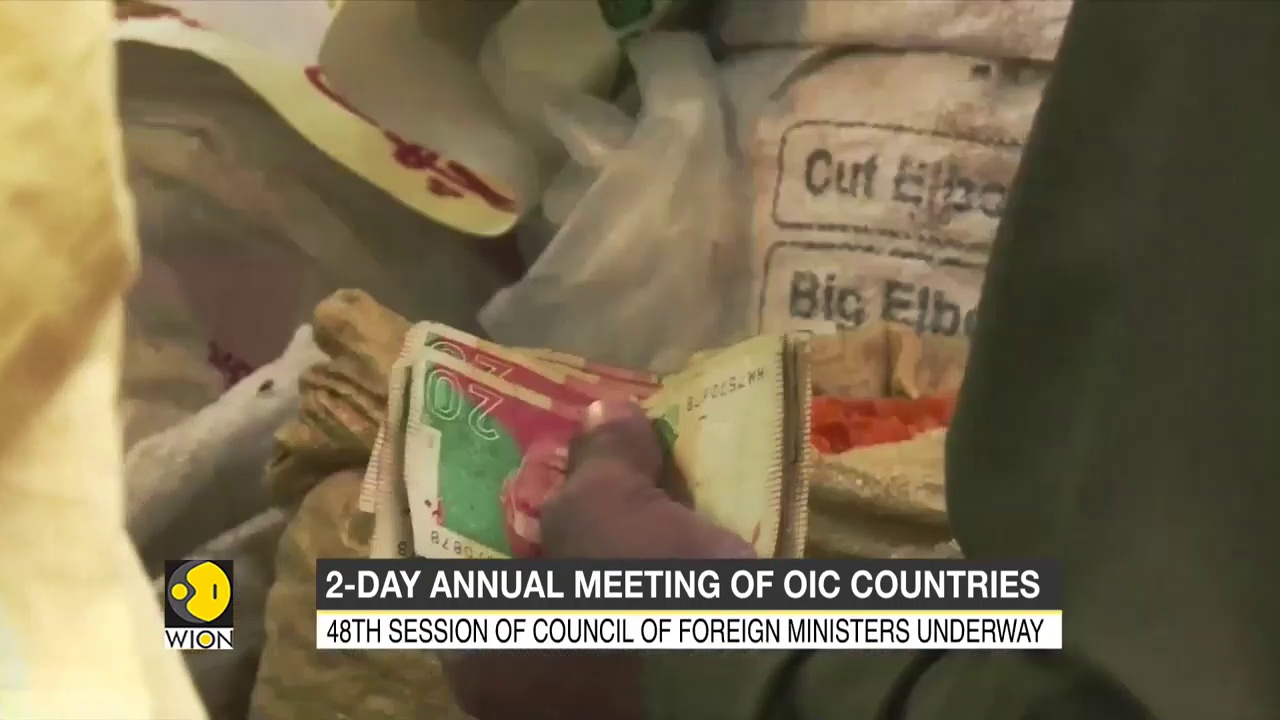 Cut Elbo
Big Elbo
20
20
2-DAY ANNUAL MEETING OF OIC COUNTRIES
48TH SESSION OF COUNCIL OF FOREIGN MINISTERS UNDERWAY
WION